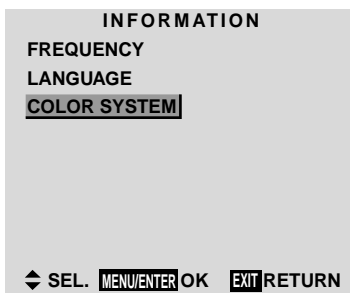 INFORMATION
FREQUENCY
LANGUAGE
COLOR SYSTEM
SEL. MENU/ENTER OK EXIT RETURN